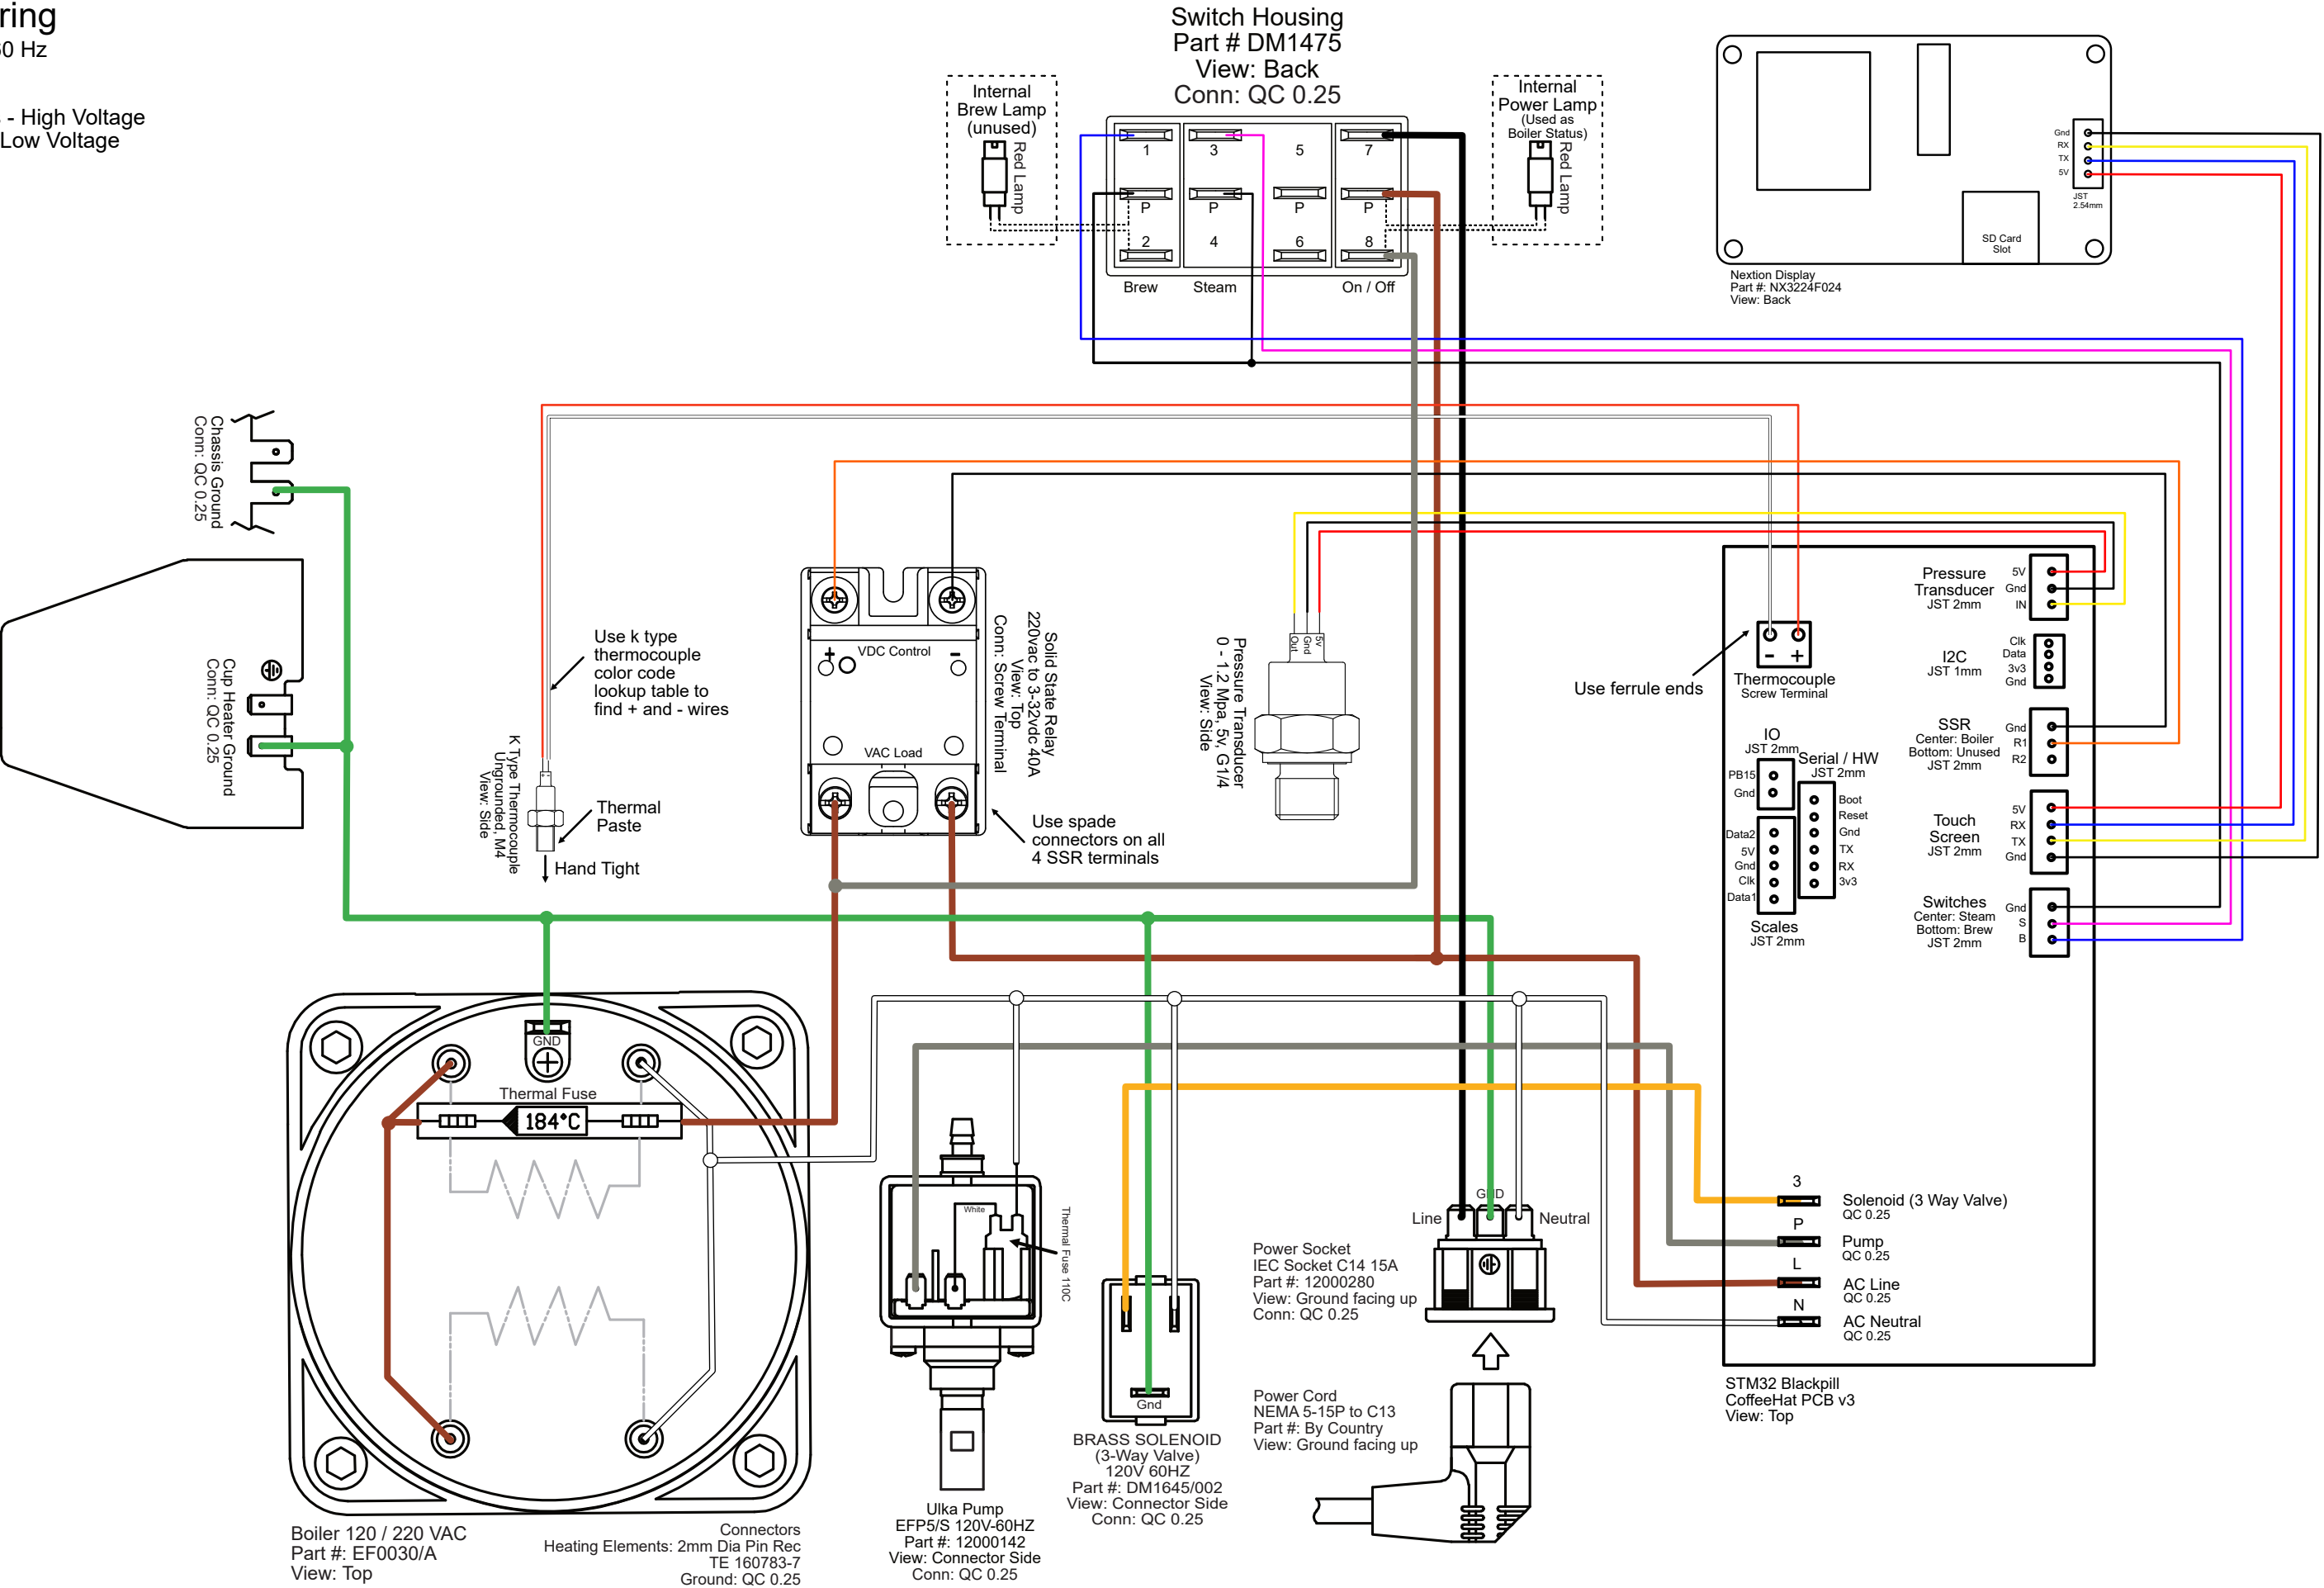 ring
60 Hz
- High Voltage
Low Voltage
Switch Housing
Part # DM1475
View: Back
Conn: QC 0.25
Internal
Brew Lamp
(unused)
Red Lamp
Internal
Power Lamp
(Used as
Boiler Status)
Red Lamp
1
3
5
7
P
P
P
P
2
4
6
8
Brew
Steam
On / Off
Gnd
RX
TX
5V
JST
2.54mm
SD Card
Slot
Nextion Display
Part #: NX3224F024
View: Back
Chassis Ground
Conn: QC 0.25
Cup Heater Ground
Conn: QC 0.25
Use k type
thermocouple
color code
lookup table to
find + and - wires
K Type Thermocouple
Ungrounded, M4
View: Side
Thermal
Paste
Hand Tight
+
-
VDC Control
VAC Load
Solid State Relay
220vac to 3-32vdc 40A
View: Top
Conn: Screw Terminal
Use spade
connectors on all
4 SSR terminals
Out
Gnd
5v
Pressure Transducer
0 - 1.2 Mpa, 5v, G1/4
View: Side
Use ferrule ends
- +
Thermocouple
Screw Terminal
Pressure
Transducer
JST 2mm
5V
Gnd
IN
I2C
JST 1mm
Clk
Data
3v3
Gnd
SSR
Center: Boiler
Bottom: Unused
JST 2mm
Gnd
R1
R2
IO
JST 2mm
PB15
Gnd
Serial / HW
JST 2mm
Boot
Reset
Gnd
TX
RX
3v3
Data2
5V
Gnd
Clk
Data1
Scales
JST 2mm
Touch
Screen
JST 2mm
5V
RX
TX
Gnd
Switches
Center: Steam
Bottom: Brew
JST 2mm
Gnd
S
B
3
Solenoid (3 Way Valve)
QC 0.25
P
Pump
QC 0.25
L
AC Line
QC 0.25
N
AC Neutral
QC 0.25
STM32 Blackpill
CoffeeHat PCB v3
View: Top
GND
Thermal Fuse
184°C
Boiler 120 / 220 VAC
Part #: EF0030/A
View: Top
Connectors
Heating Elements: 2mm Dia Pin Rec
TE 160783-7
Ground: QC 0.25
White
Thermal Fuse 110C
Ulka Pump
EFP5/S 120V-60HZ
Part #: 12000142
View: Connector Side
Conn: QC 0.25
Gnd
BRASS SOLENOID
(3-Way Valve)
120V 60HZ
Part #: DM1645/002
View: Connector Side
Conn: QC 0.25
GND
Line
Neutral
Power Socket
IEC Socket C14 15A
Part #: 12000280
View: Ground facing up
Conn: QC 0.25
Power Cord
NEMA 5-15P to C13
Part #: By Country
View: Ground facing up